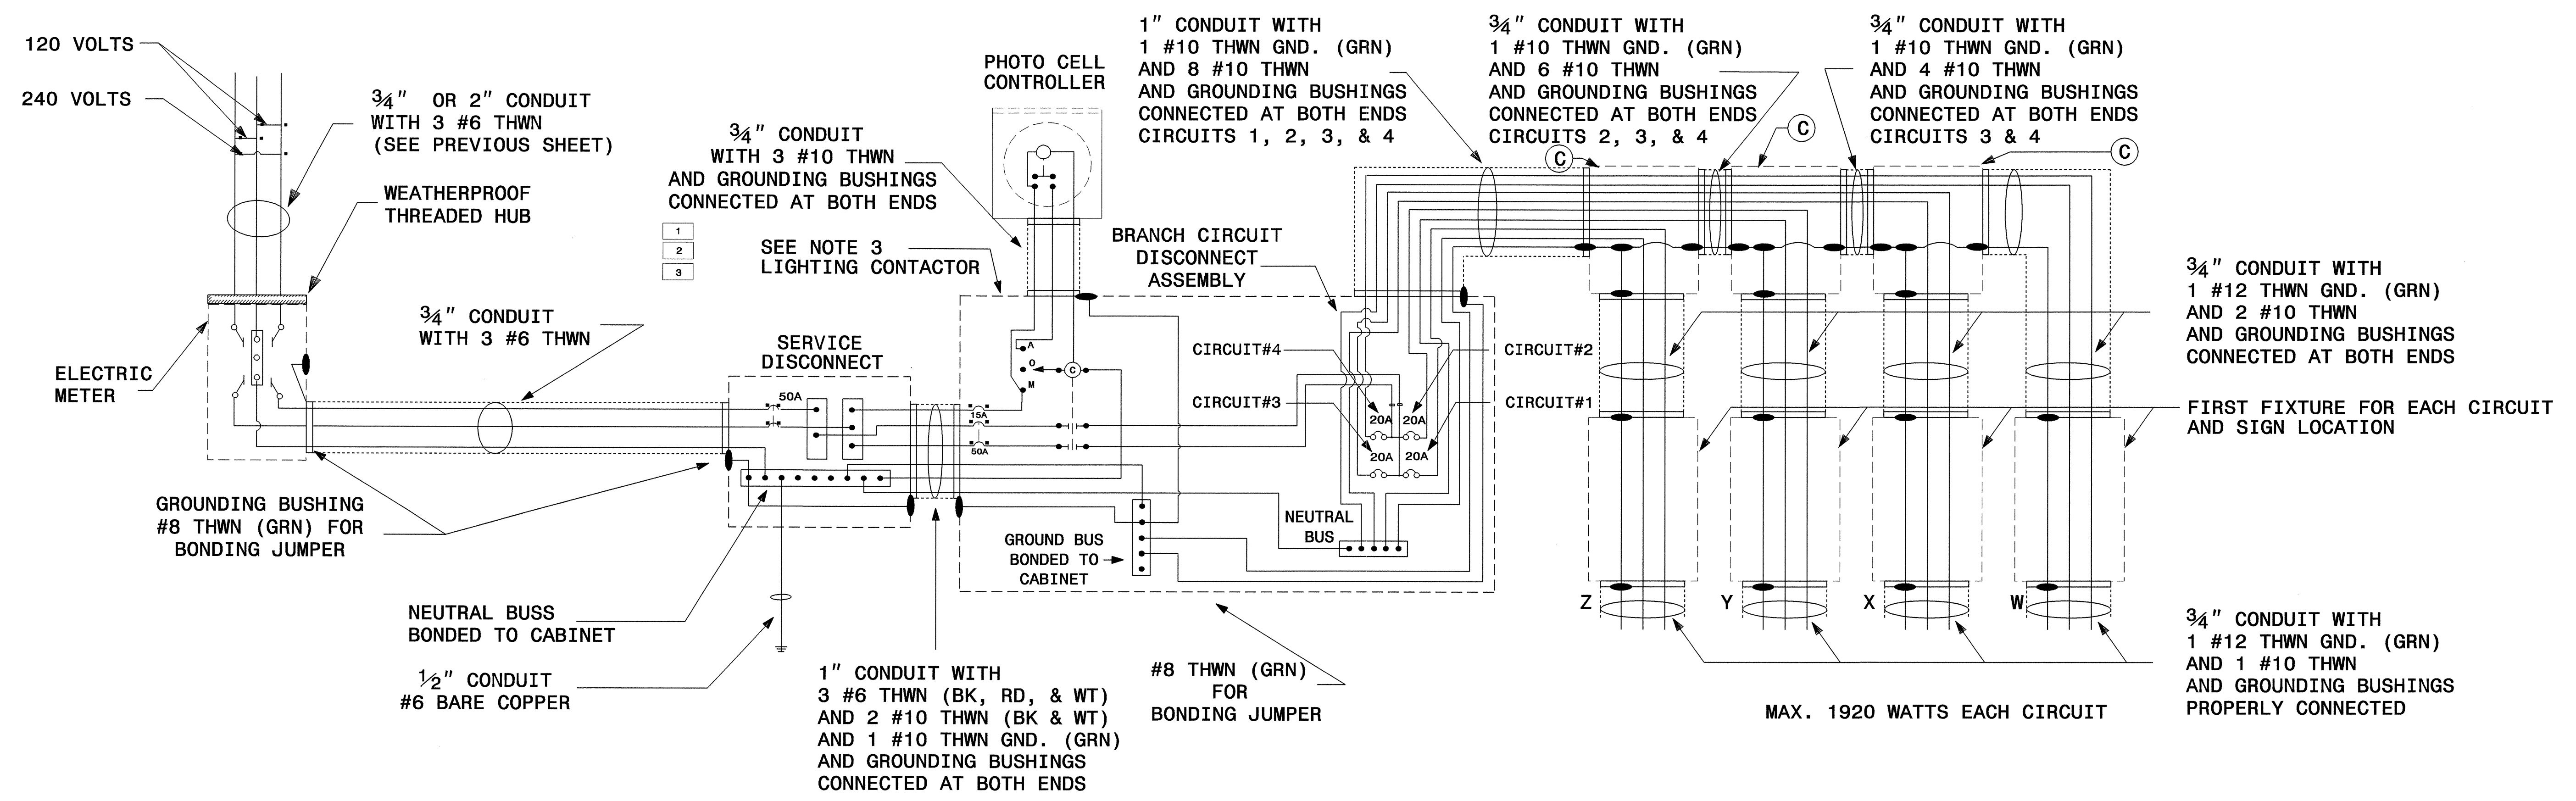 120 VOLTS
240 VOLTS
3/4" OR 2" CONDUIT
WITH 3 #6 THWN
(SEE PREVIOUS SHEET)
WEATHERPROOF
THREADED HUB
ELECTRIC
METER
3/4" CONDUIT
WITH 3 #6 THWN
GROUNDING BUSHING
#8 THWN (GRN) FOR
BONDING JUMPER
NEUTRAL BUSS
BONDED TO CABINET
1/2" CONDUIT
#6 BARE COPPER
SERVICE
DISCONNECT
50A
3/4" CONDUIT
WITH 3 #10 THWN
AND GROUNDING BUSHINGS
CONNECTED AT BOTH ENDS
1
2
3
SEE NOTE 3
LIGHTING CONTACTOR
PHOTO CELL
CONTROLLER
A
O
M
C
15A
50A
GROUND BUS
BONDED TO
CABINET
1" CONDUIT WITH
3 #6 THWN (BK, RD, & WT)
AND 2 #10 THWN (BK & WT)
AND 1 #10 THWN GND. (GRN)
AND GROUNDING BUSHINGS
CONNECTED AT BOTH ENDS
#8 THWN (GRN)
FOR
BONDING JUMPER
1" CONDUIT WITH
1 #10 THWN GND. (GRN)
AND 8 #10 THWN
AND GROUNDING BUSHINGS
CONNECTED AT BOTH ENDS
CIRCUITS 1, 2, 3, & 4
BRANCH CIRCUIT
DISCONNECT
ASSEMBLY
CIRCUIT#4
CIRCUIT#2
CIRCUIT#3
CIRCUIT#1
20A
20A
20A
20A
NEUTRAL
BUS
3/4" CONDUIT WITH
1 #10 THWN GND. (GRN)
AND 6 #10 THWN
AND GROUNDING BUSHINGS
CONNECTED AT BOTH ENDS
CIRCUITS 2, 3, & 4
C
C
3/4" CONDUIT WITH
1 #10 THWN GND. (GRN)
AND 4 #10 THWN
AND GROUNDING BUSHINGS
CONNECTED AT BOTH ENDS
CIRCUITS 3 & 4
C
3/4" CONDUIT WITH
1 #12 THWN GND. (GRN)
AND 2 #10 THWN
AND GROUNDING BUSHINGS
CONNECTED AT BOTH ENDS
FIRST FIXTURE FOR EACH CIRCUIT
AND SIGN LOCATION
Z
Y
X
W
3/4" CONDUIT WITH
1 #12 THWN GND. (GRN)
AND 1 #10 THWN
AND GROUNDING BUSHINGS
PROPERLY CONNECTED
MAX. 1920 WATTS EACH CIRCUIT